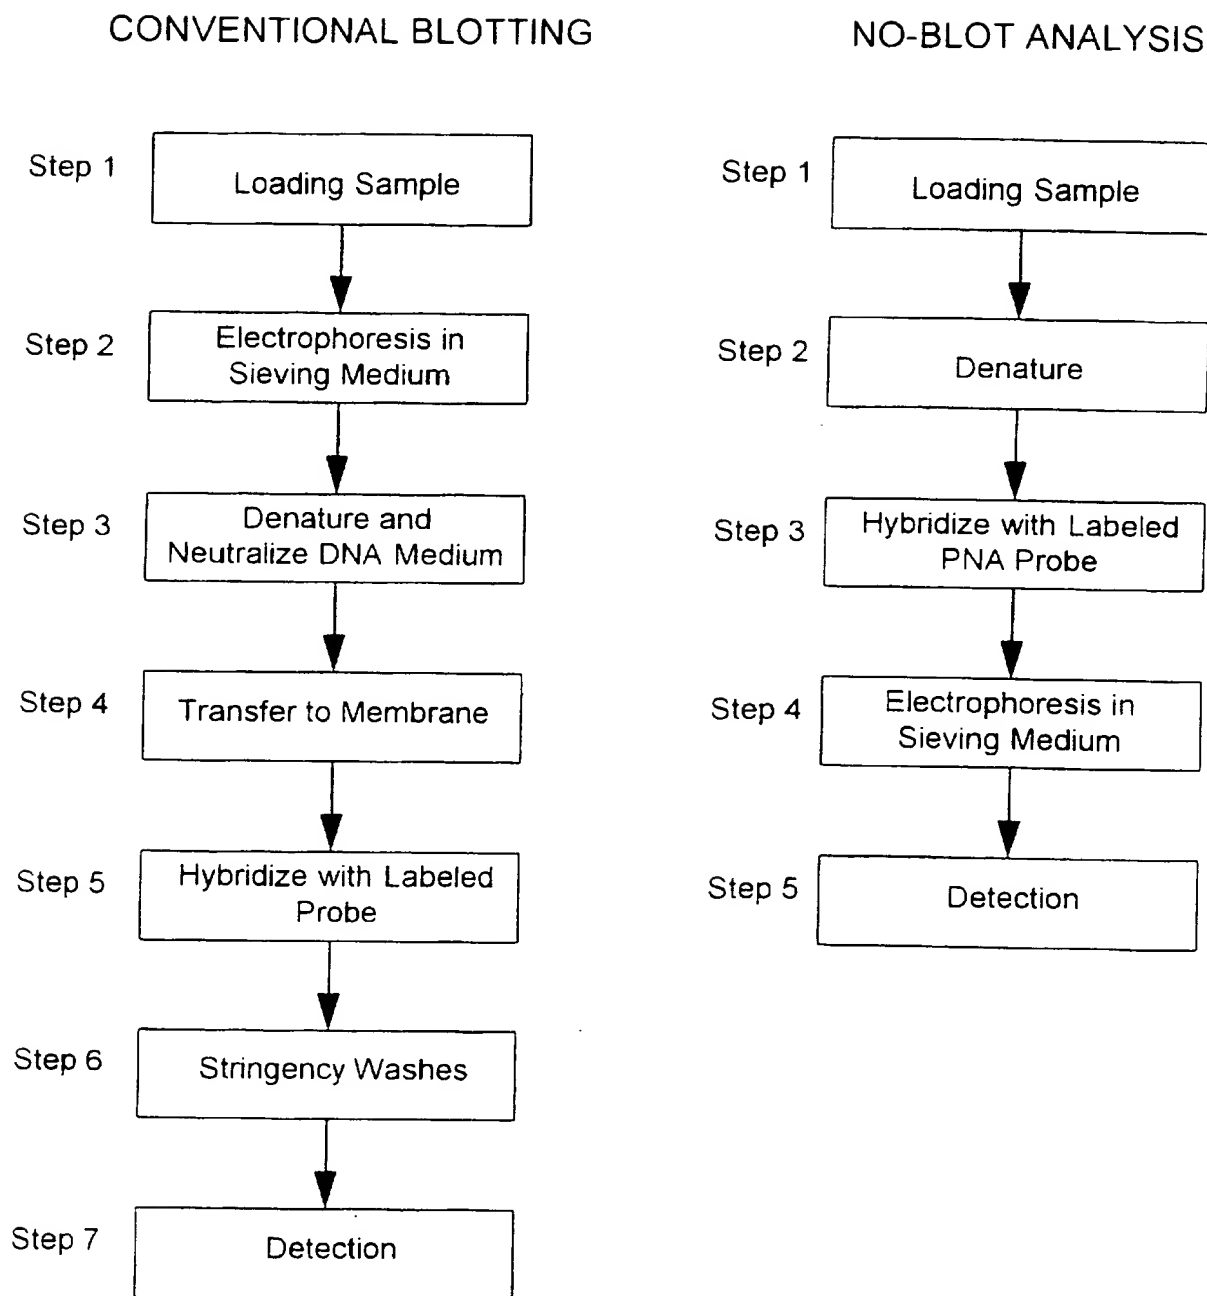 CONVENTIONAL BLOTTING
Step 1
Loading Sample
Step 2
Electrophoresis in
Sieving Medium
Step 3
Denature and
Neutralize DNA Medium
Step 4
Transfer to Membrane
Step 5
Hybridize with Labeled
Probe
Step 6
Stringency Washes
Step 7
Detection
NO-BLOT ANALYSIS
Step 1
Loading Sample
Step 2
Denature
Step 3
Hybridize with Labeled
PNA Probe
Step 4
Electrophoresis in
Sieving Medium
Step 5
Detection